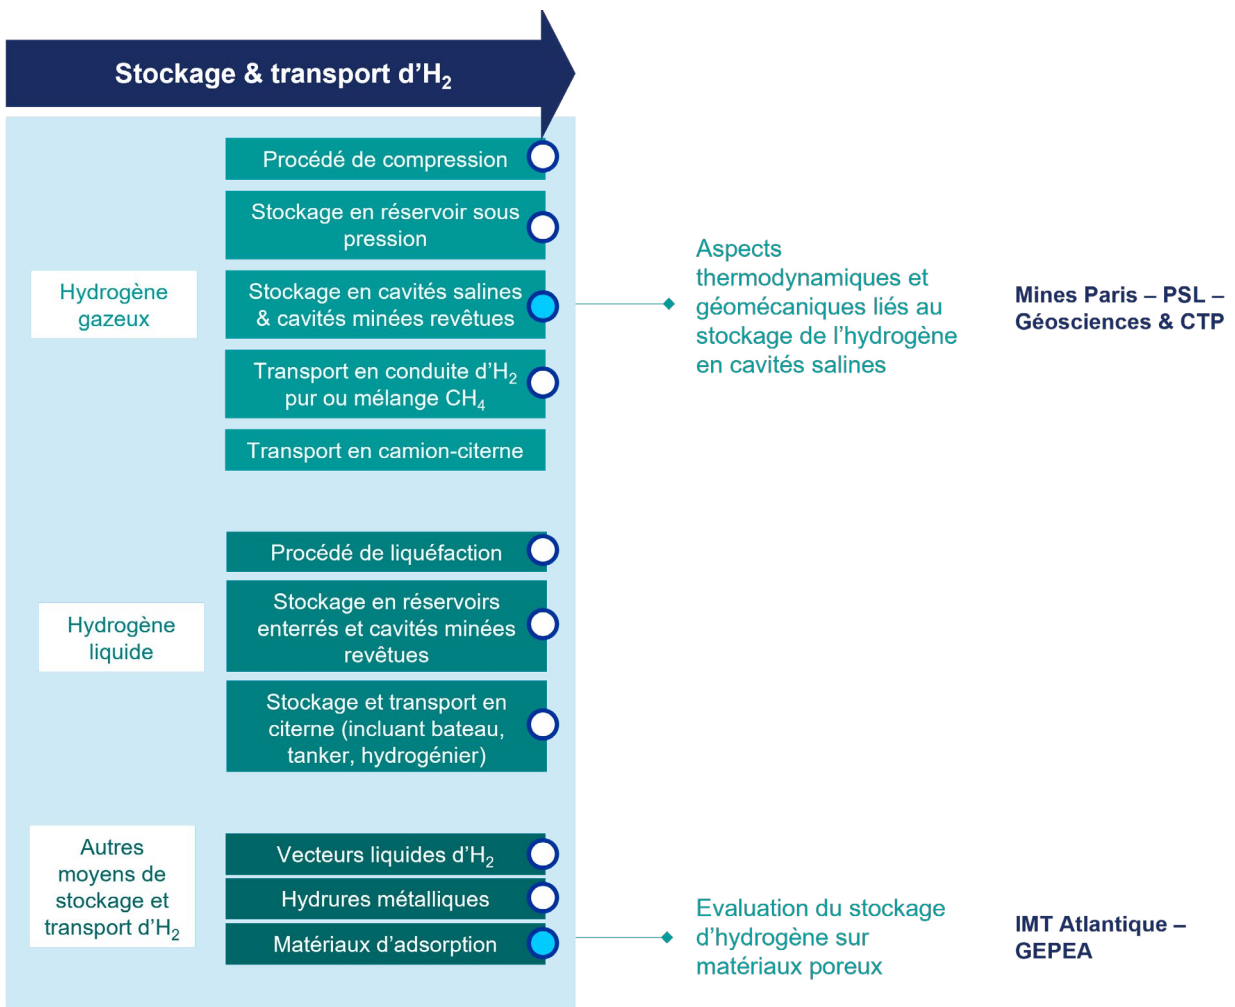 Stockage & transport d’H₂
Hydrogène
gazeux
Procédé de compression
Stockage en réservoir sous
pression
Stockage en cavités salines
& cavités minées revêtues
Transport en conduite d’H₂
pur ou mélange CH₄
Transport en camion-citerne
Aspects
thermodynamiques et
géomécaniques liés au
stockage de l’hydrogène
en cavités salines
Mines Paris – PSL –
Géosciences & CTP
Hydrogène
liquide
Procédé de liquéfaction
Stockage en réservoirs
enterrés et cavités minées
revêtues
Stockage et transport en
citerne (incluant bateau,
tanker, hydrogénier)
Autres
moyens de
stockage et
transport d’H₂
Vecteurs liquides d’H₂
Hydrures métalliques
Matériaux d’adsorption
Evaluation du stockage
d’hydrogène sur
matériaux poreux
IMT Atlantique –
GEPEA